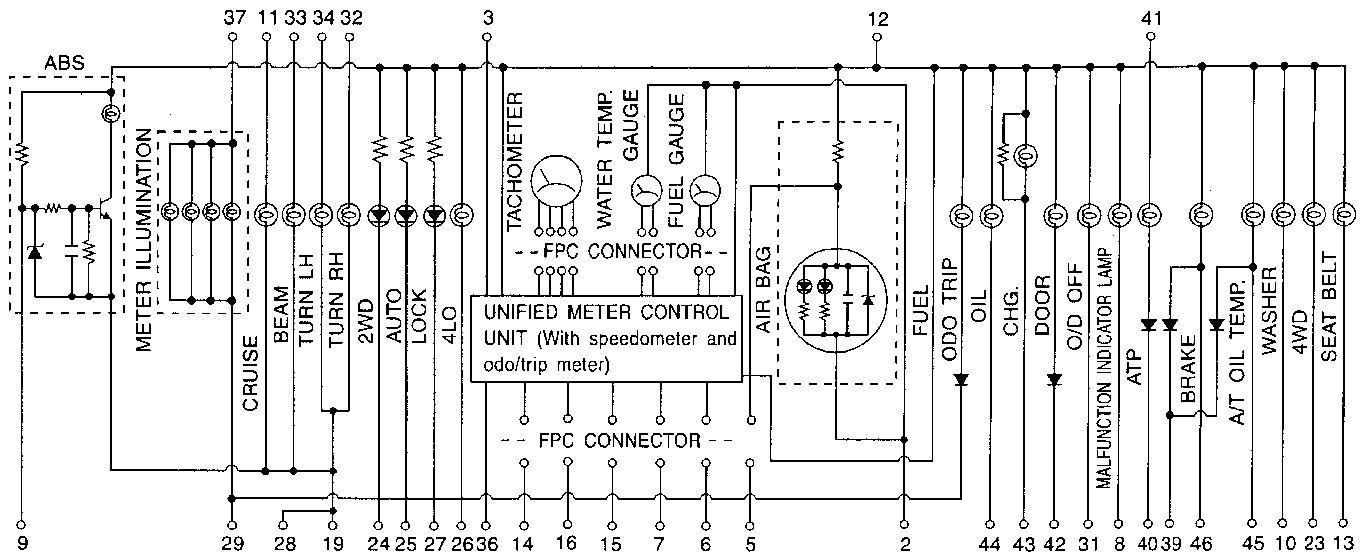 37 11 33 34 32 3 12 41
ABS
METER ILLUMINATION
CRUISE
BEAM
TURN LH
TURN RH
2WD
AUTO
LOCK
4LO
TACHOMETER
WATER TEMP.
GAUGE
FUEL GAUGE
--FPC CONNECTOR--
UNIFIED METER CONTROL
UNIT (With speedometer and
odo/trip meter)
-- FPC CONNECTOR --
AIR BAG
FUEL
ODO TRIP
OIL
CHG.
DOOR
O/D OFF
MALFUNCTION INDICATOR LAMP
ATP
BRAKE
A/T OIL TEMP.
WASHER
4WD
SEAT BELT
9 29 28 19 24 25 27 26 36 14 16 15 7 6 5 2 44 43 42 31 8 40 39 46 45 10 23 13